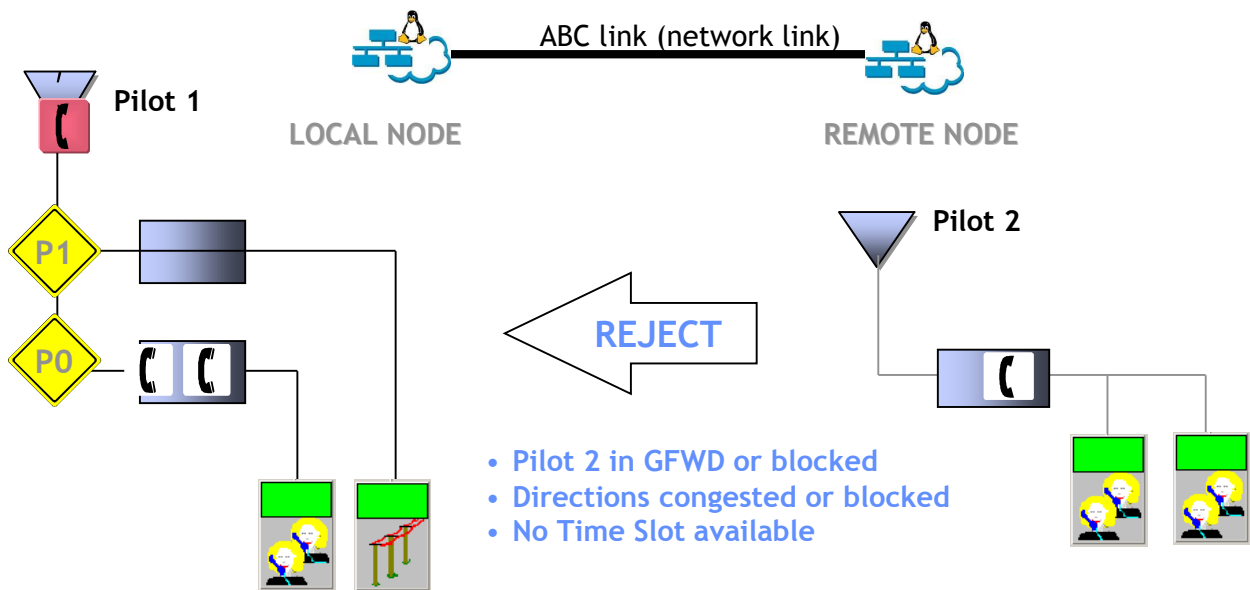 ABC link (network link)
Pilot 1
LOCAL NODE
REMOTE NODE
Pilot 2
P1
REJECT
P0
• Pilot 2 in GFWD or blocked
• Directions congested or blocked
• No Time Slot available